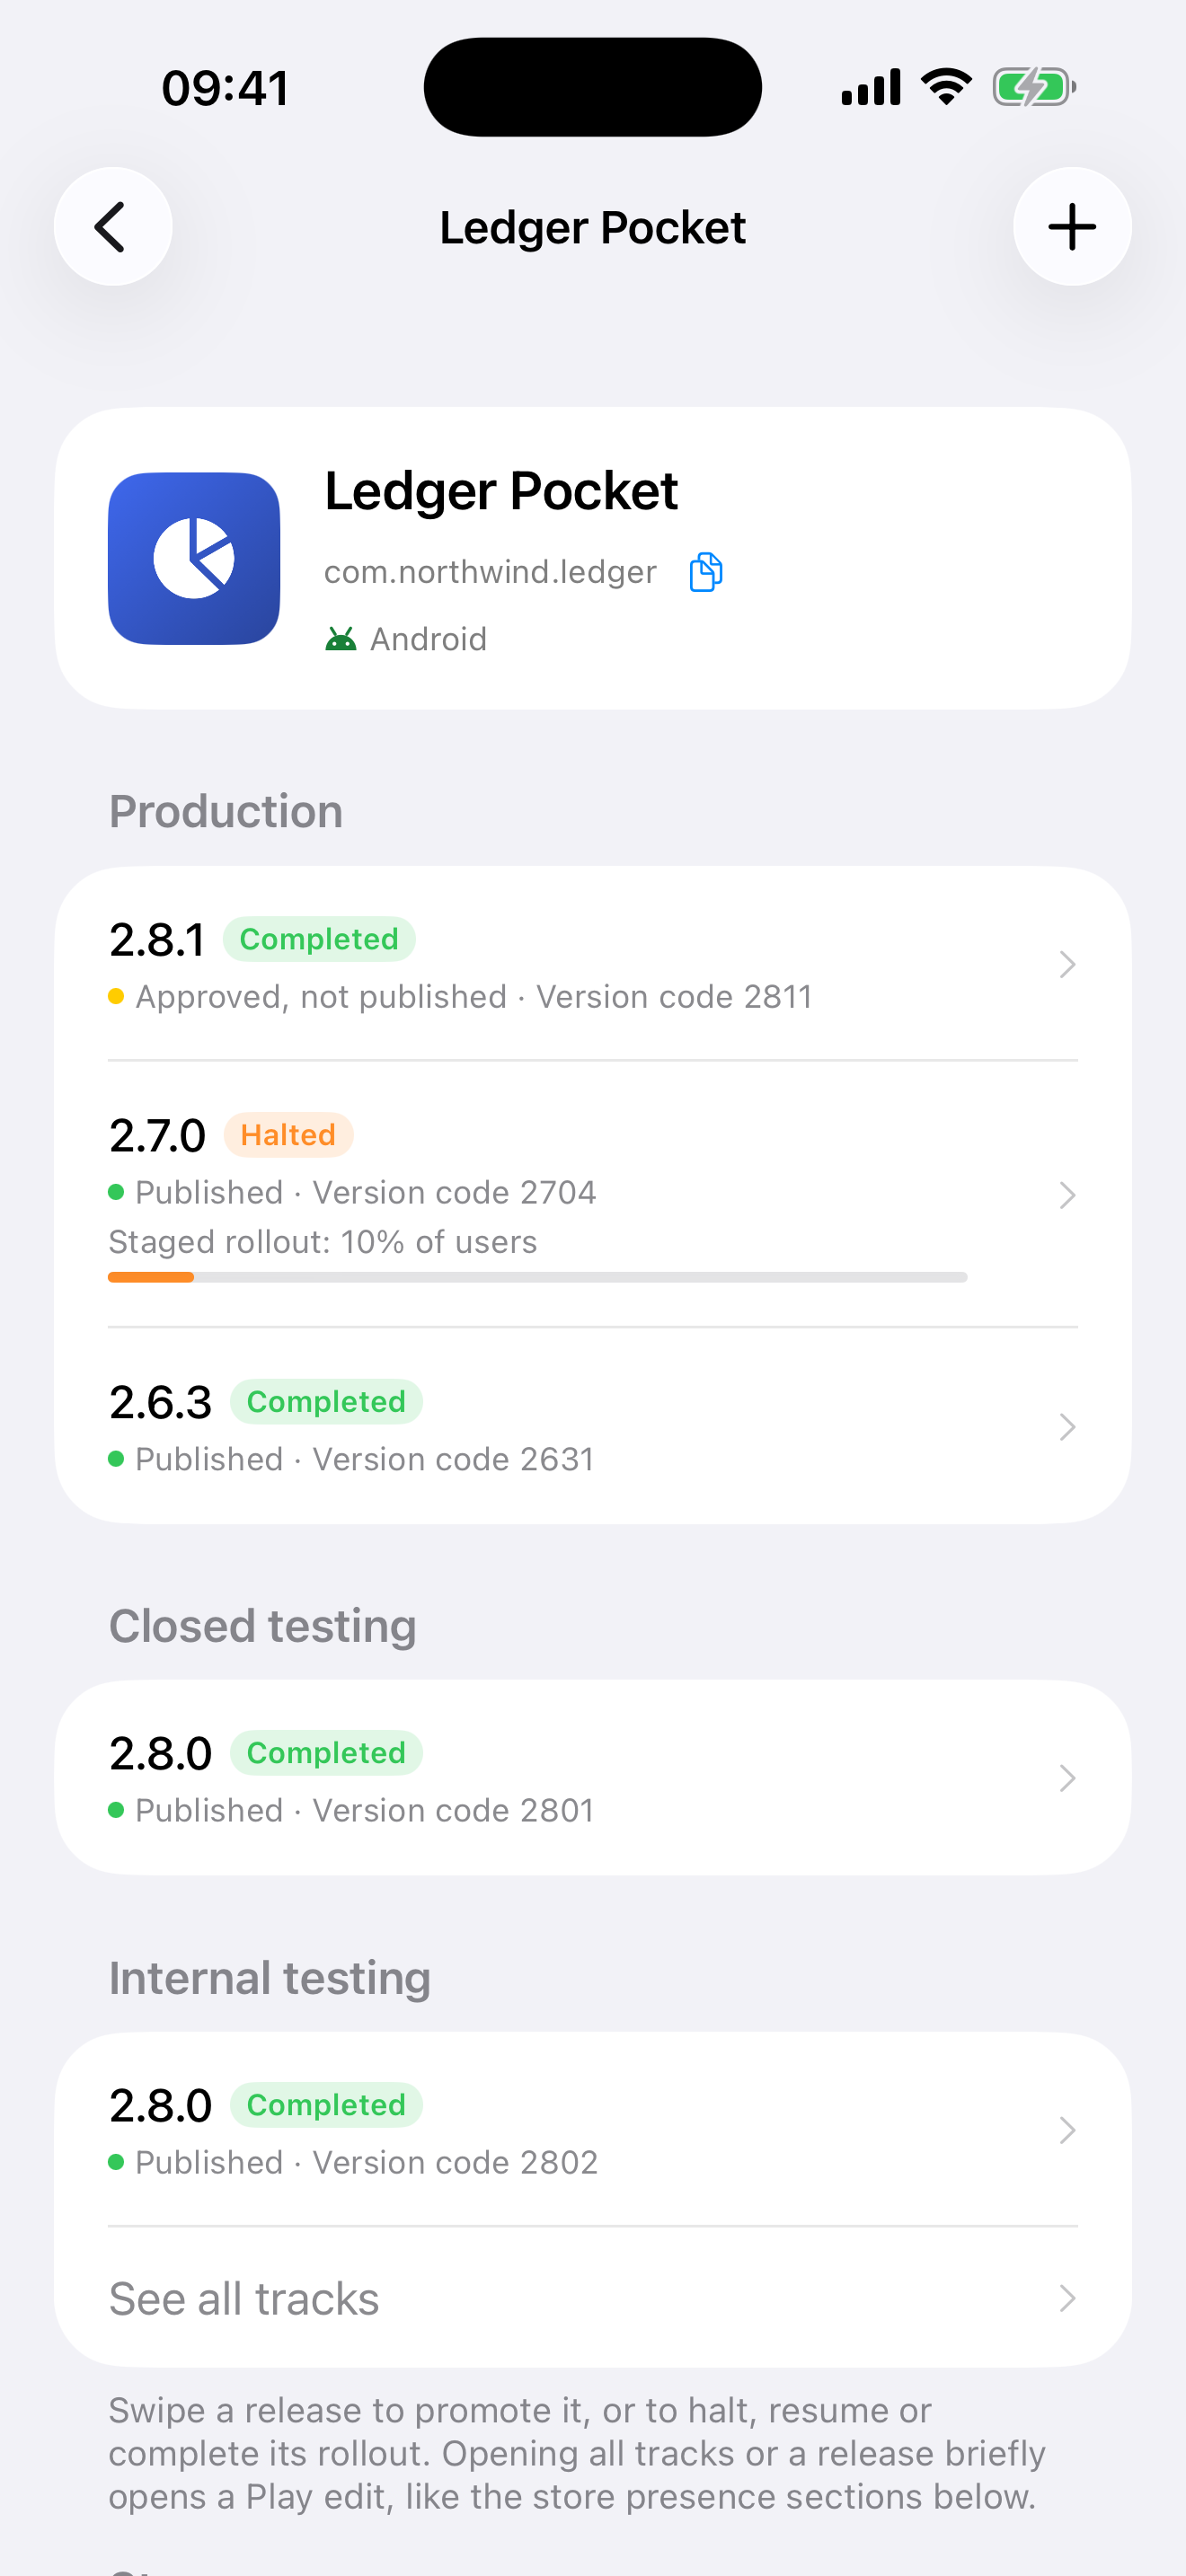 09:41
Ledger Pocket
Ledger Pocket
com.northwind.ledger
Android
Production
2.8.1 Completed
Approved, not published · Version code 2811
2.7.0 Halted
Published · Version code 2704
Staged rollout: 10% of users
2.6.3 Completed
Published · Version code 2631
Closed testing
2.8.0 Completed
Published · Version code 2801
Internal testing
2.8.0 Completed
Published · Version code 2802
See all tracks
Swipe a release to promote it, or to halt, resume or
complete its rollout. Opening all tracks or a release briefly
opens a Play edit, like the store presence sections below.